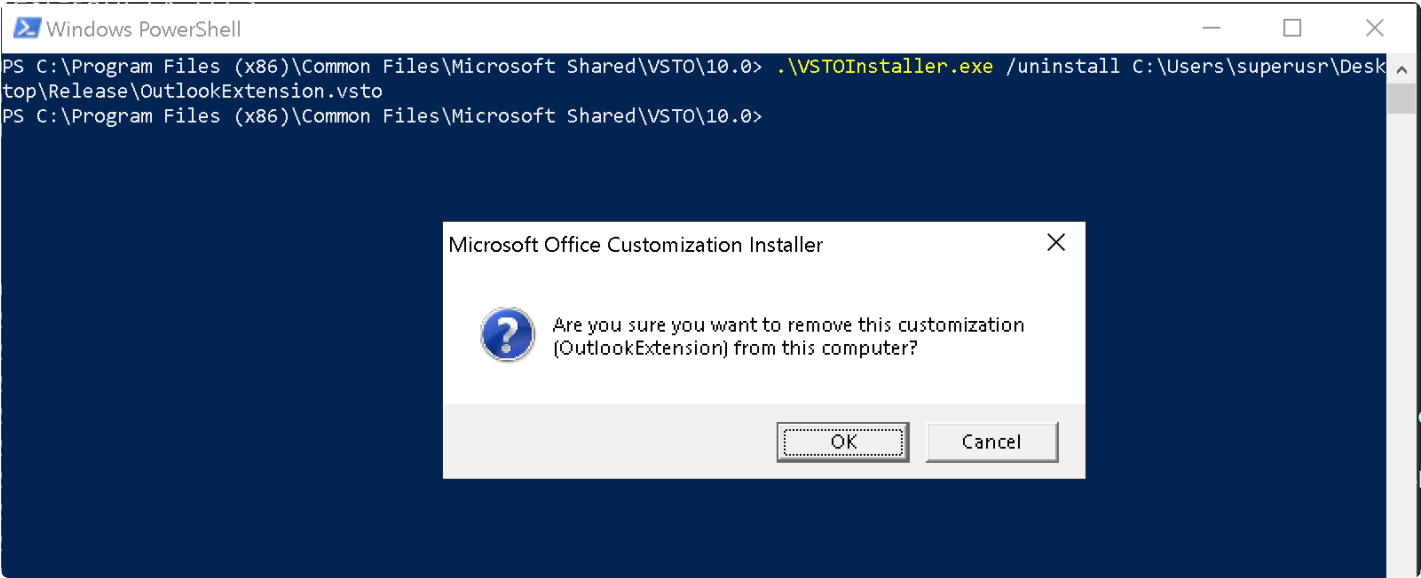 Windows PowerShell
PS C:\Program Files (x86)\Common Files\Microsoft Shared\VSTO\10.0> .\VSTOInstaller.exe /uninstall C:\Users\superusr\Desk
top\Release\OutlookExtension.vsto
PS C:\Program Files (x86)\Common Files\Microsoft Shared\VSTO\10.0>
Microsoft Office Customization Installer
Are you sure you want to remove this customization
(OutlookExtension) from this computer?
OK
Cancel